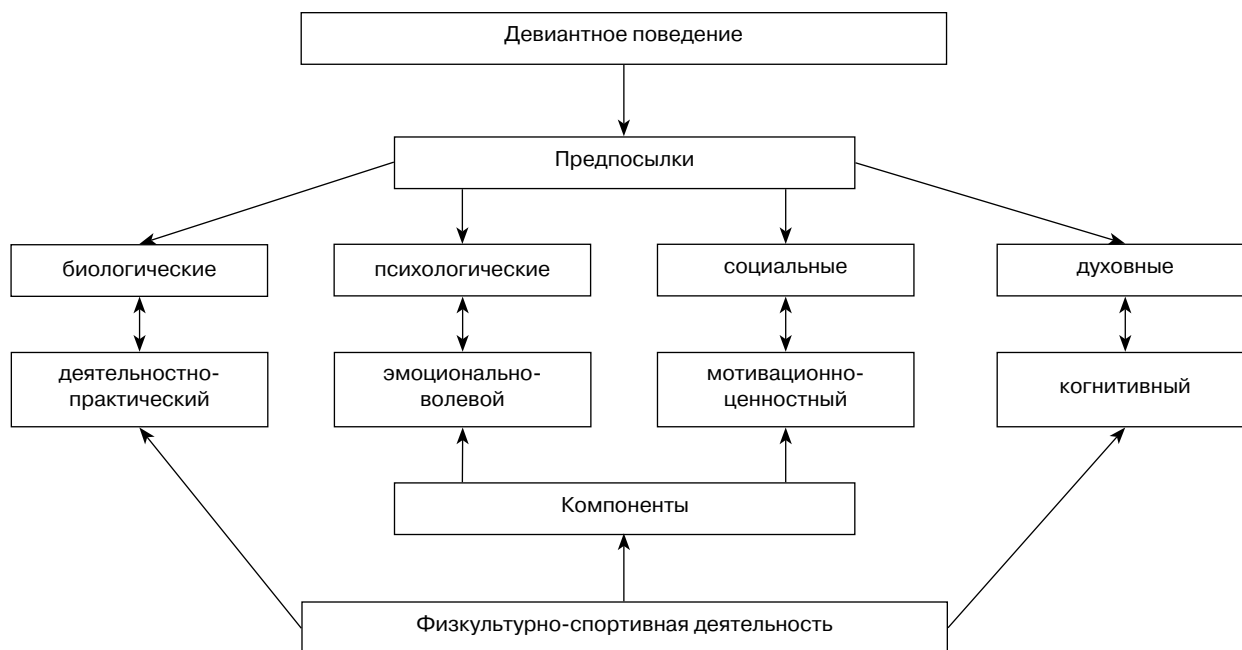 Девиантное поведение
Предпосылки
биологические
психологические
социальные
духовные
деятельностно-
практический
эмоционально-
волевой
мотивационно-
ценностный
когнитивный
Компоненты
Физкультурно-спортивная деятельность